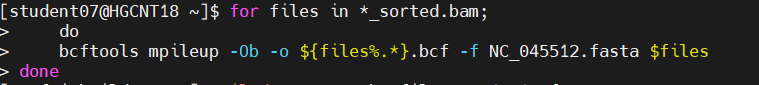 [student07@HGCNT18 ~]$ for files in *_sorted.bam;
>     do
>     bcftools mpileup -Ob -o ${files%.*}.bcf -f NC_045512.fasta $files
> done